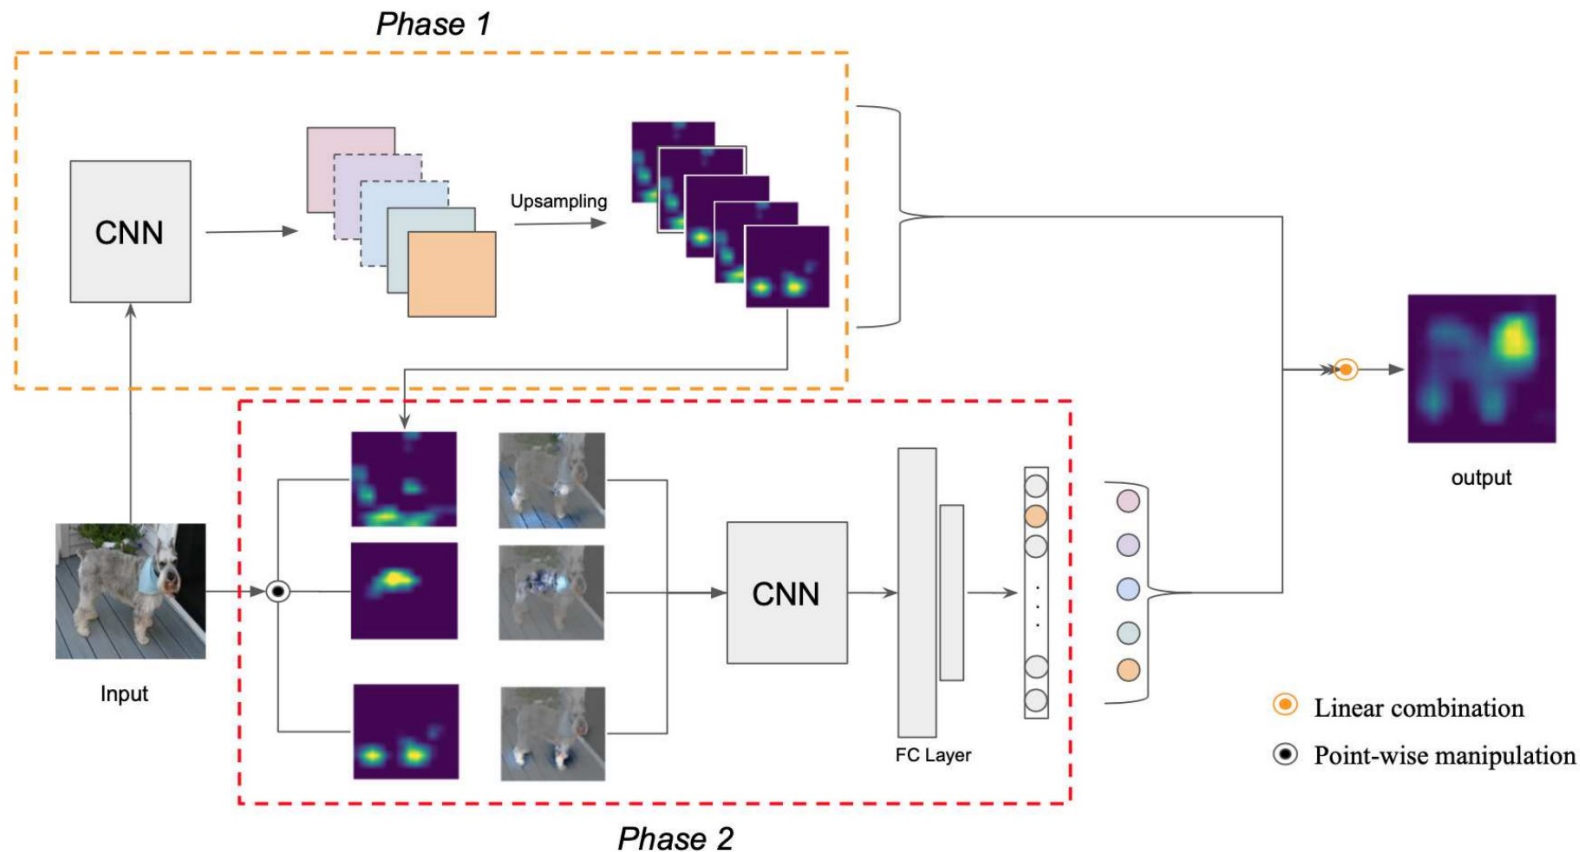 Phase 1
CNN
Upsampling
output
CNN
Input
FC Layer
Linear combination
Point-wise manipulation
Phase 2